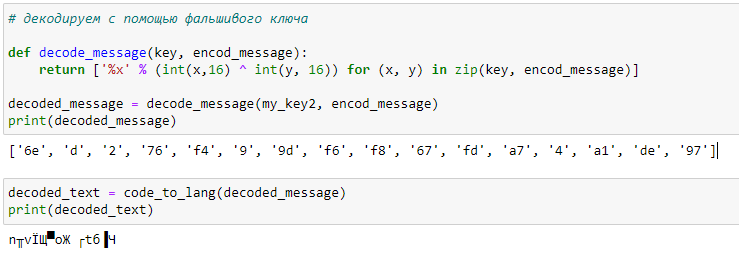 # декодируем с помощью фальшивого ключа
def decode_message(key, encod_message):
return ['%x' % (int(x,16) ^ int(y, 16)) for (x, y) in zip(key, encod_message)]
decoded_message = decode_message(my_key2, encod_message)
print(decoded_message)
['6e', 'd', '2', '76', 'f4', '9', '9d', 'f6', 'f8', '67', 'fd', 'a7', '4', 'a1', 'de', '97']
decoded_text = code_to_lang(decoded_message)
print(decoded_text)
n╥vЇЩ▀оЖ ┌tб▐Ч